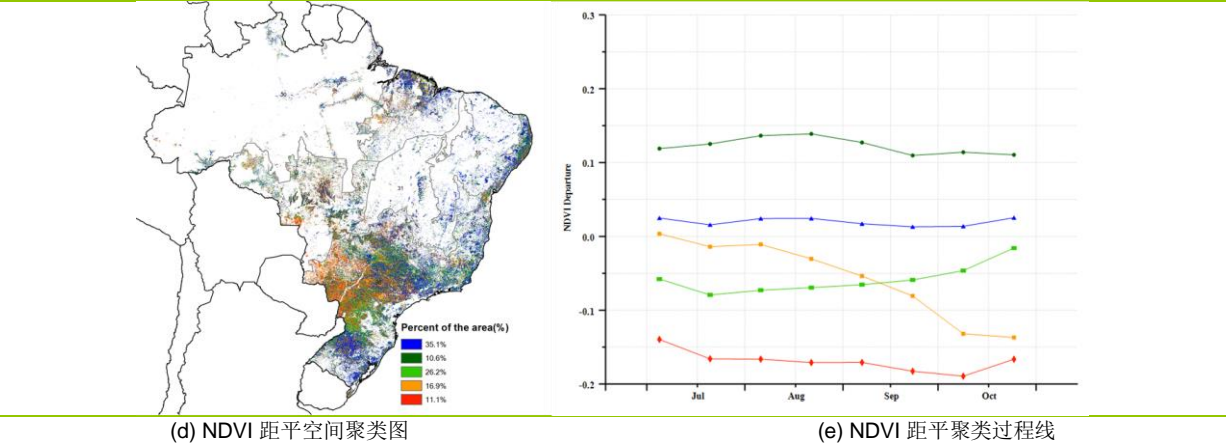 Percent of the area(%)
35.1%
10.6%
26.2%
16.9%
11.1%
NDVI Departure
0.3
0.2
0.1
0.0
-0.1
-0.2
Jul Aug Sep Oct
(d) NDVI 距平空间聚类图
(e) NDVI 距平聚类过程线